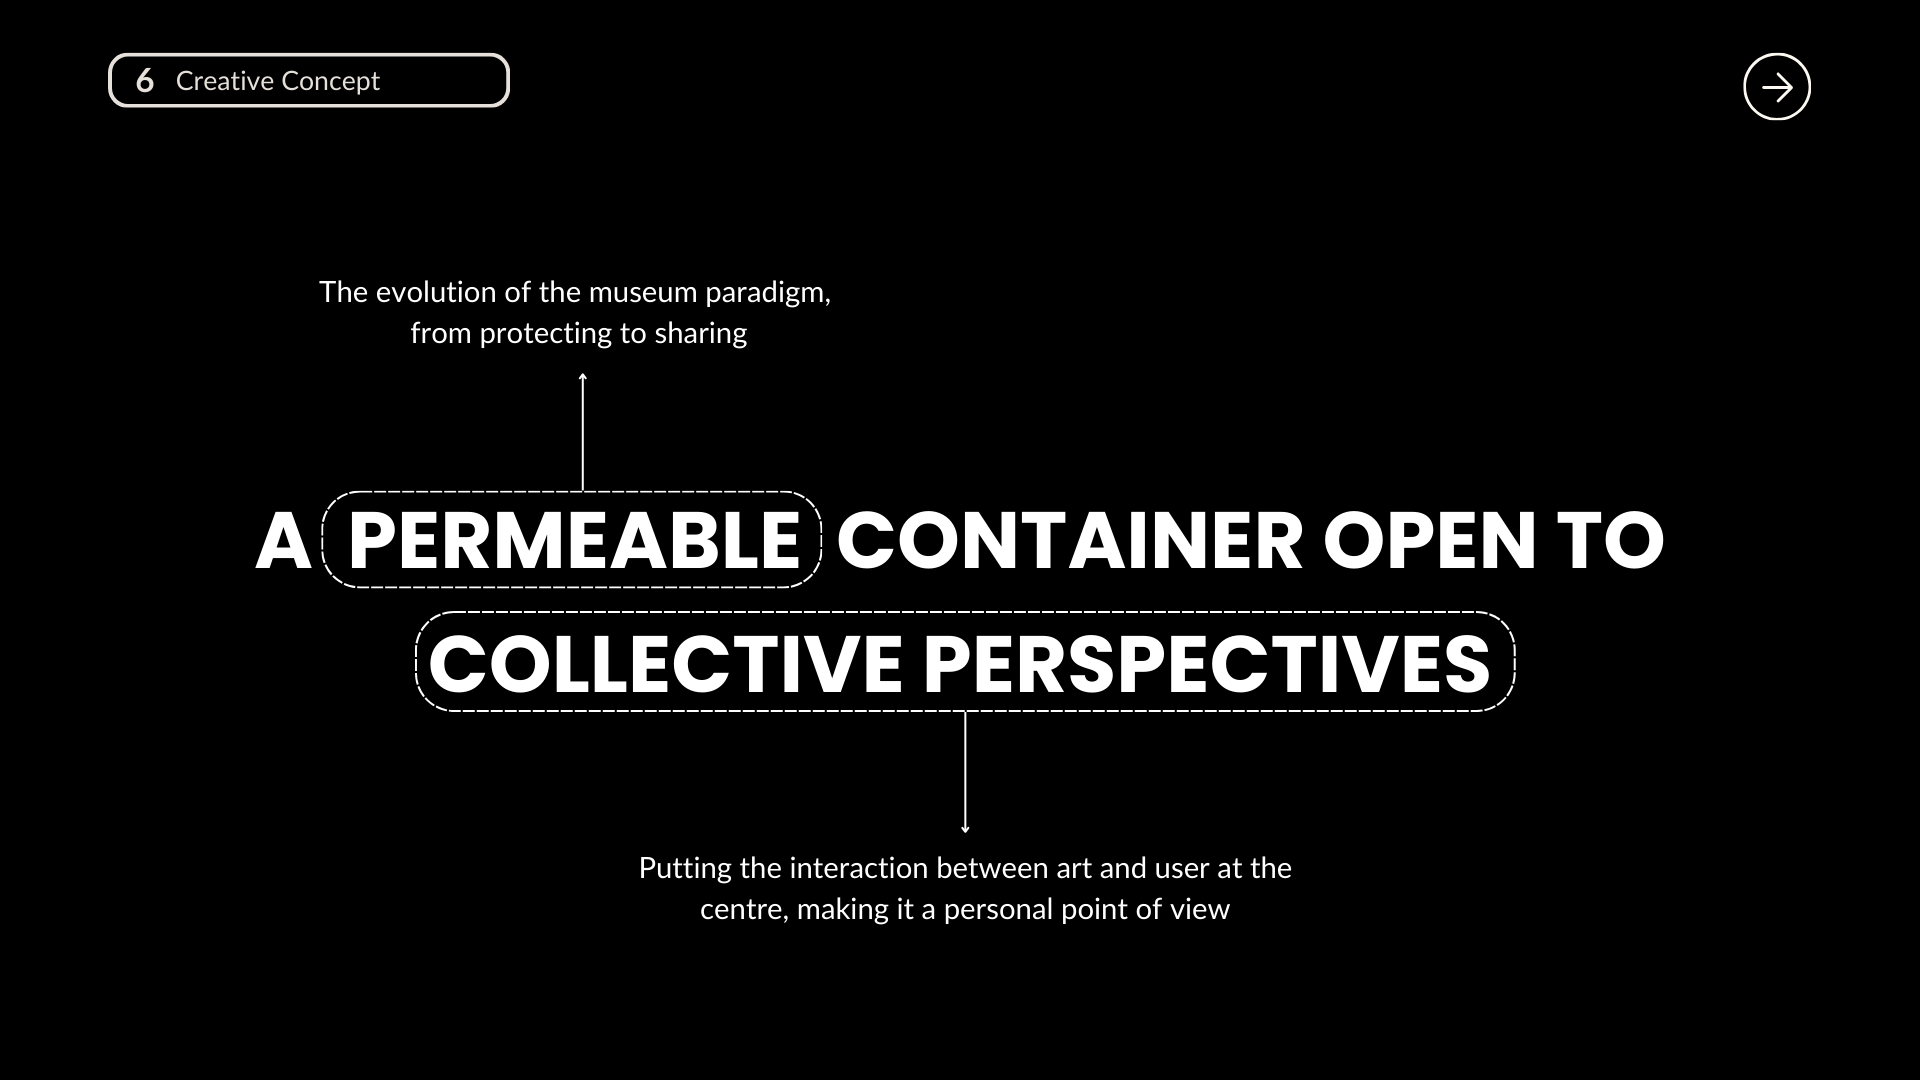 6 Creative Concept
The evolution of the museum paradigm,
from protecting to sharing
A PERMEABLE CONTAINER OPEN TO
COLLECTIVE PERSPECTIVES
Putting the interaction between art and user at the
centre, making it a personal point of view